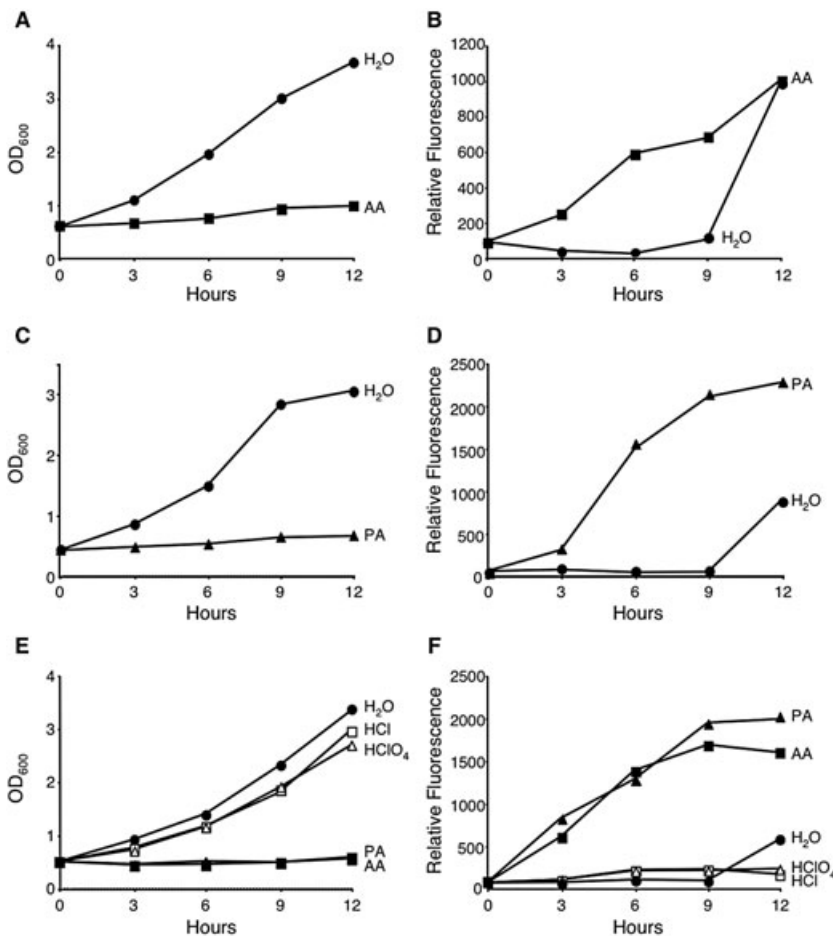 A
4
3
2
1
0
OD₆₀₀
0 3 6 9 12
Hours
H₂O
AA
B
1200
1000
800
600
400
200
0
Relative Fluorescence
0 3 6 9 12
Hours
AA
H₂O
C
3
2
1
0
OD₆₀₀
0 3 6 9 12
Hours
H₂O
PA
D
2500
2000
1500
1000
500
0
Relative Fluorescence
0 3 6 9 12
Hours
PA
H₂O
E
4
3
2
1
0
OD₆₀₀
0 3 6 9 12
Hours
H₂O
HCl
HClO₄
PA
AA
F
2500
2000
1500
1000
500
0
Relative Fluorescence
0 3 6 9 12
Hours
PA
AA
H₂O
HClO₄
HCl